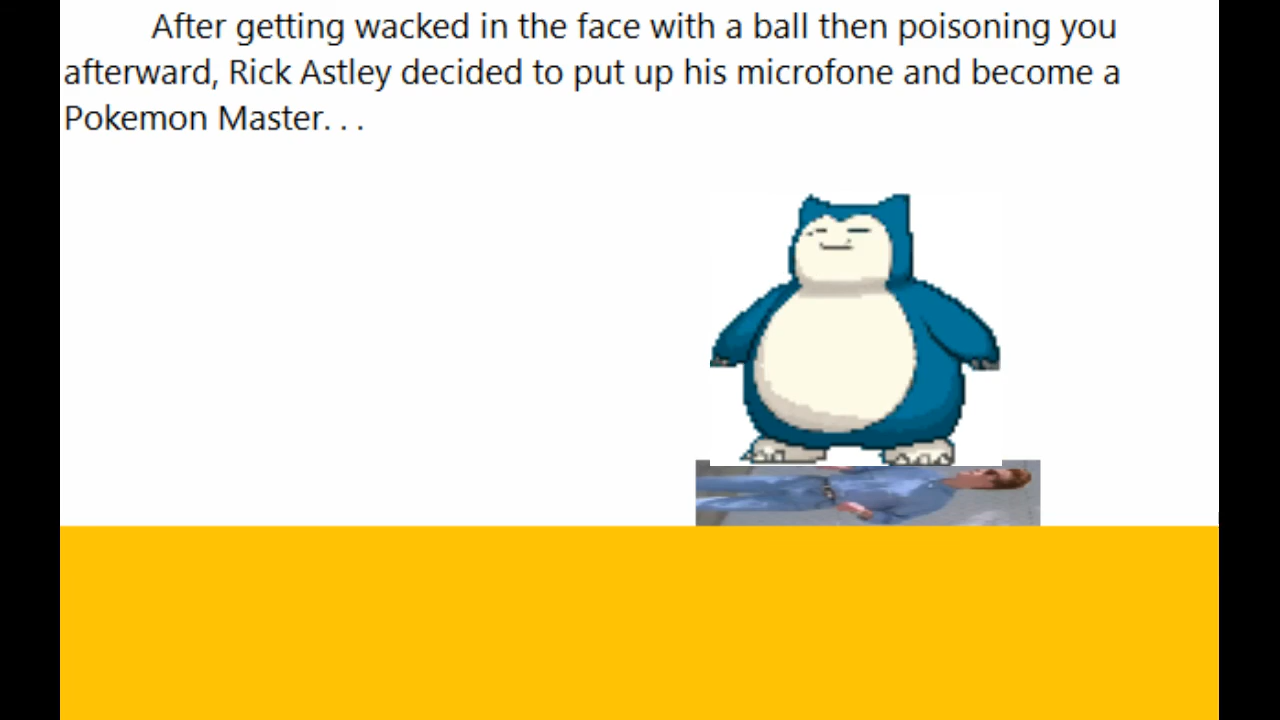 After getting wacked in the face with a ball then poisoning you
afterward, Rick Astley decided to put up his microfone and become a
Pokemon Master. . .